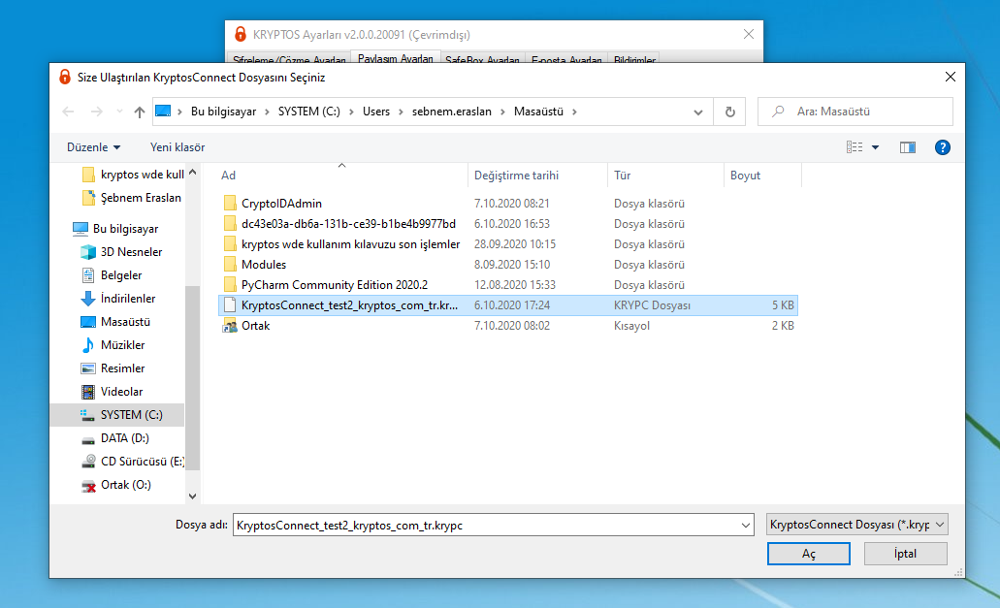 KRYPTOS Ayarları v2.0.0.20091 (Çevrimdışı)
Şifreleme/Çözme Ayarları Paylaşım Ayarları SafeBox Ayarları E-posta Ayarları Bildirimler
Size Ulaştırılan KryptosConnect Dosyasını Seçiniz
Bu bilgisayar > SYSTEM (C:) > Users > sebnem.eraslan > Masaüstü >
Ara: Masaüstü
Düzenle Yeni klasör
Ad Değiştirme tarihi Tür Boyut
kryptos wde kull
Şebnem Eraslan
Bu bilgisayar
3D Nesneler
Belgeler
İndirilenler
Masaüstü
Müzikler
Resimler
Videolar
SYSTEM (C:)
DATA (D:)
CD Sürücüsü (E:)
Ortak (O:)
CryptoIDAdmin 7.10.2020 08:21 Dosya klasörü
dc43e03a-db6a-131b-ce39-b1be4b9977bd 6.10.2020 16:53 Dosya klasörü
kryptos wde kullanım kılavuzu son işlemler 28.09.2020 10:15 Dosya klasörü
Modules 8.09.2020 15:10 Dosya klasörü
PyCharm Community Edition 2020.2 12.08.2020 15:33 Dosya klasörü
KryptosConnect_test2_kryptos_com_tr.kr... 6.10.2020 17:24 KRYPC Dosyası 5 KB
Ortak 7.10.2020 08:02 Kısayol 2 KB
Dosya adı: KryptosConnect_test2_kryptos_com_tr.krypc KryptosConnect Dosyası (*.kryp
Aç İptal